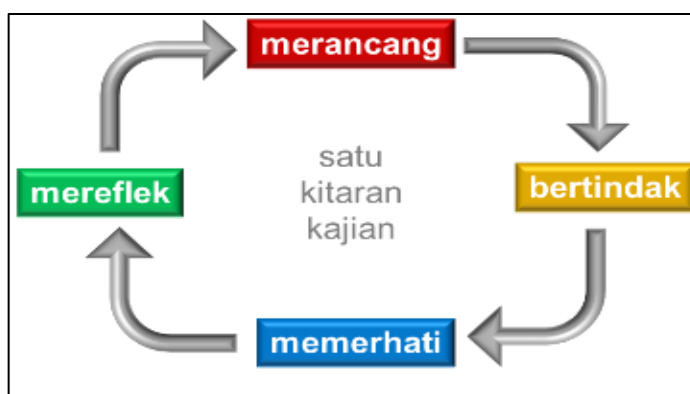 merancang
satu
kitaran
kajian
mereflek
bertindak
memerhati